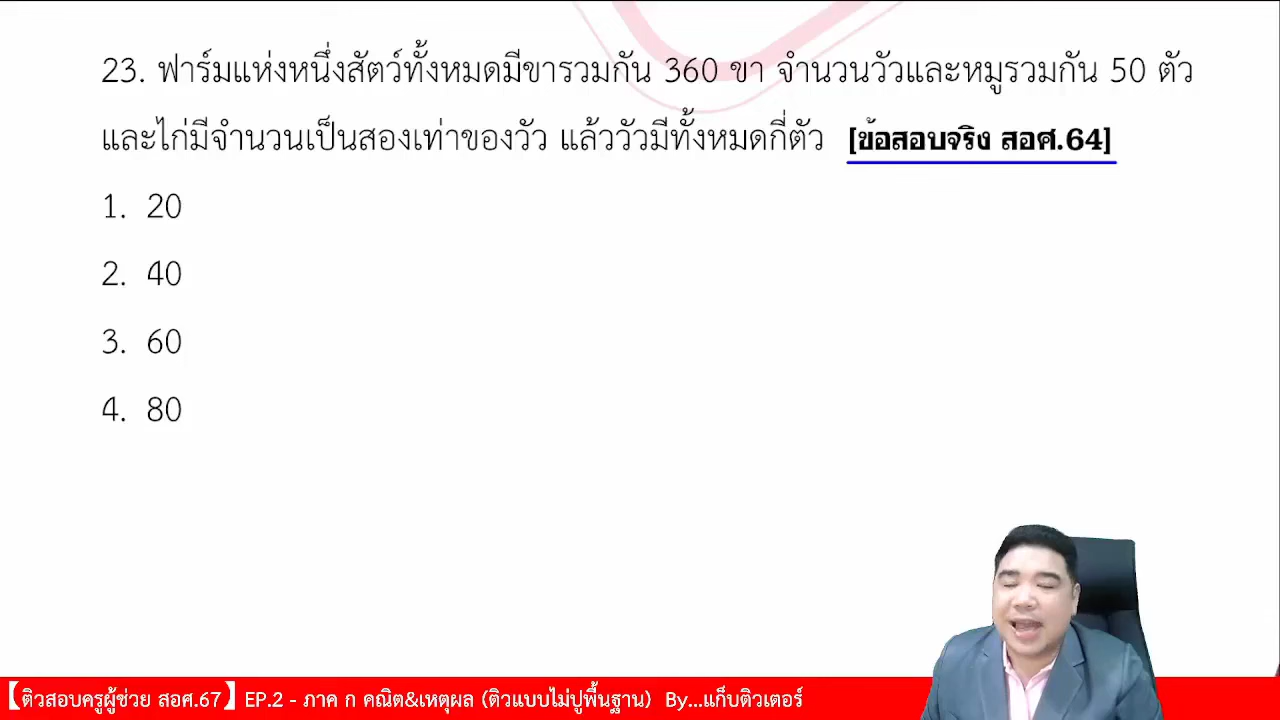 23. ฟาร์มแห่งหนึ่งสัตว์ทั้งหมดมีขารวมกัน 360 ขา จำนวนวัวและหมูรวมกัน 50 ตัว
และไก่มีจำนวนเป็นสองเท่าของวัว แล้ววัวมีทั้งหมดกี่ตัว [ข้อสอบจริง สอศ.64]
1. 20
2. 40
3. 60
4. 80
【ติวสอบครูผู้ช่วย สอศ.67】 EP.2 - ภาค ก คณิต&เหตุผล (ติวแบบไม่ปูพื้นฐาน) By...แก็บติวเตอร์